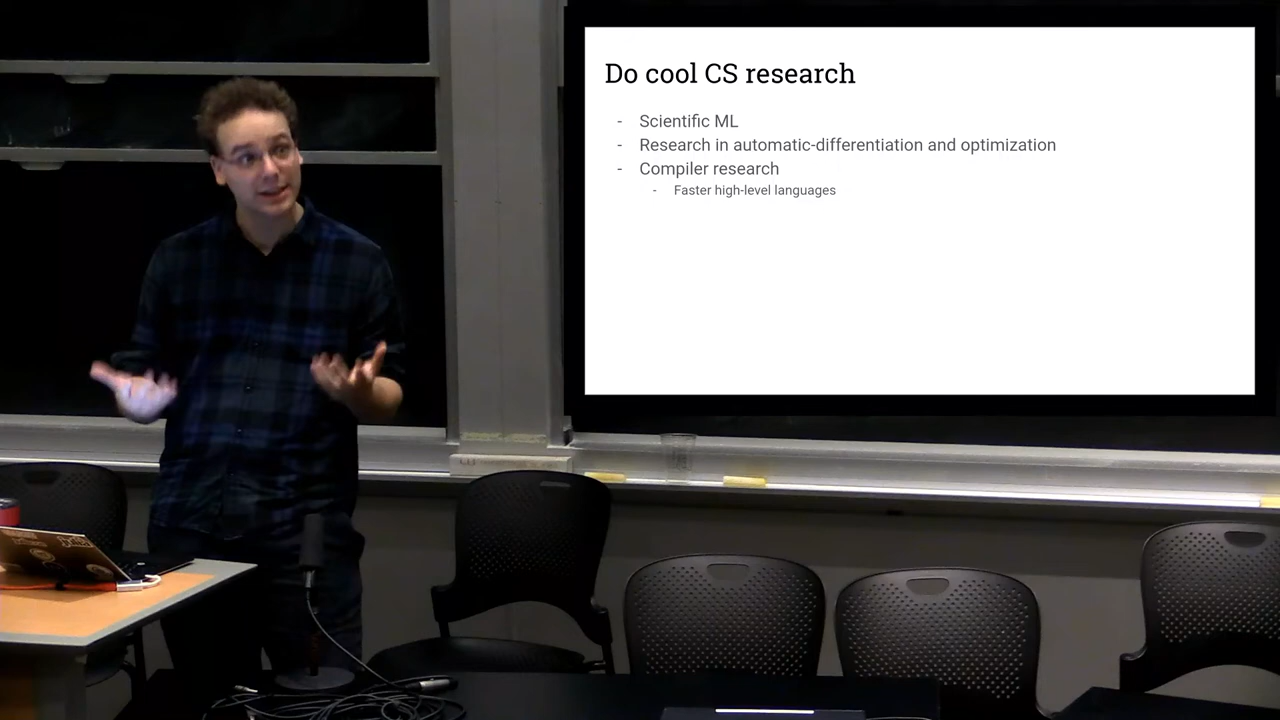 Do cool CS research
- Scientific ML
- Research in automatic-differentiation and optimization
- Compiler research
- Faster high-level languages